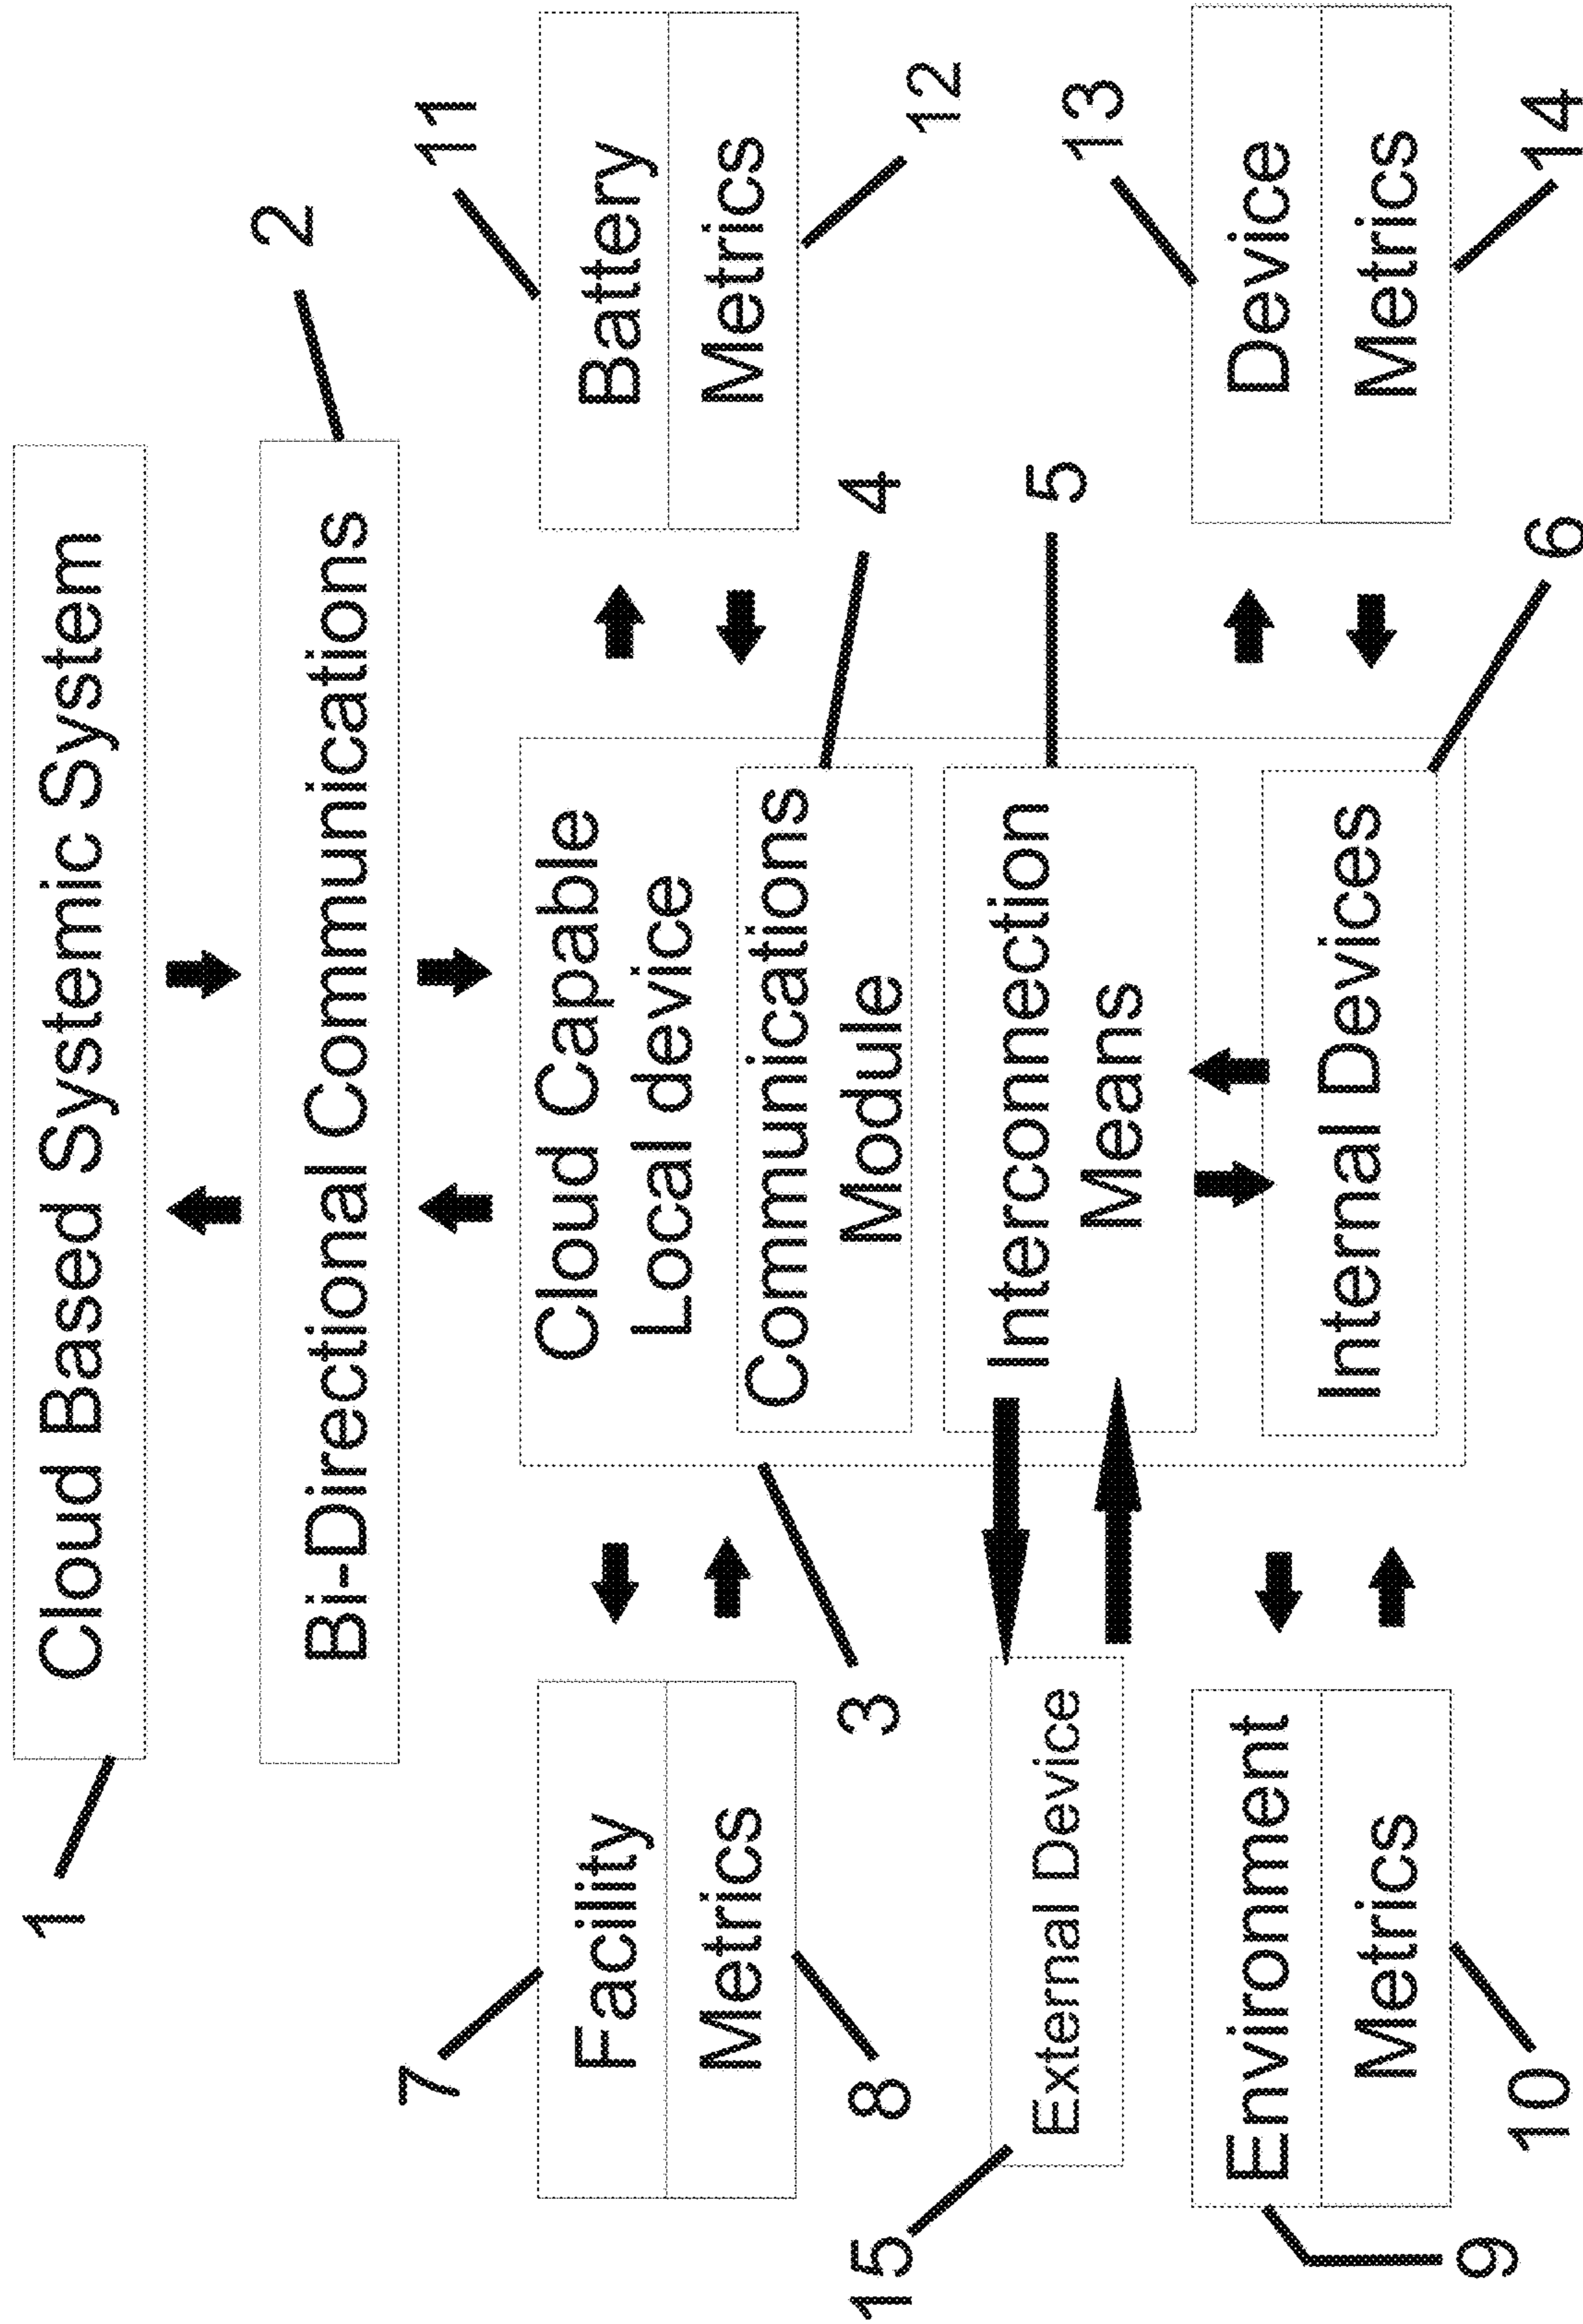 1
Cloud Based Systemic System
2
Bi-Directional Communications
7
Facility
Metrics
8
3
Cloud Capable
Local device
Communications
Module
4
11
Battery
Metrics
12
15
External Device
Interconnection
Means
5
9
Environment
Metrics
10
Internal Devices
6
13
Device
Metrics
14